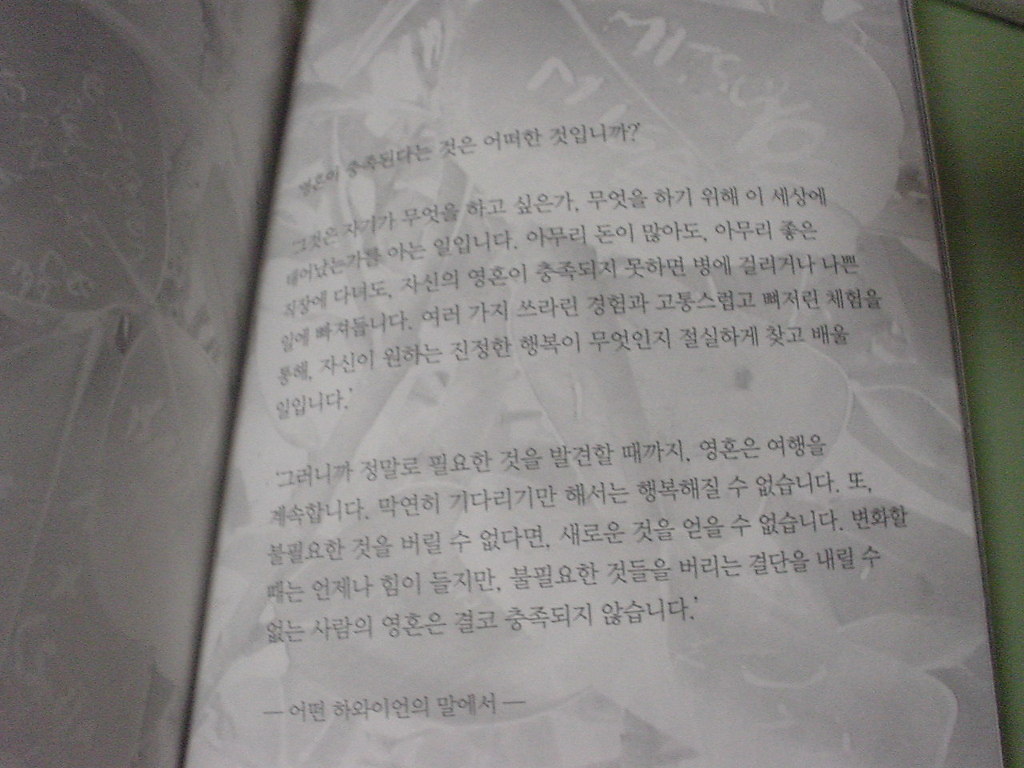 영혼이 충족된다는 것은 어떠한 것입니까?
그것은 자기가 무엇을 하고 싶은가, 무엇을 하기 위해 이 세상에
태어났는가를 아는 일입니다. 아무리 돈이 많아도, 아무리 좋은
직장에 다녀도, 자신의 영혼이 충족되지 못하면 병에 걸리거나 나쁜
일에 빠져듭니다. 여러 가지 쓰라린 경험과 고통스럽고 뼈저린 체험을
통해, 자신이 원하는 진정한 행복이 무엇인지 절실하게 찾고 배울
일입니다.'
'그러니까 정말로 필요한 것을 발견할 때까지, 영혼은 여행을
계속합니다. 막연히 기다리기만 해서는 행복해질 수 없습니다. 또,
불필요한 것을 버릴 수 없다면, 새로운 것을 얻을 수 없습니다. 변화할
때는 언제나 힘이 들지만, 불필요한 것들을 버리는 결단을 내릴 수
없는 사람의 영혼은 결코 충족되지 않습니다.'
— 어떤 하와이언의 말에서 —